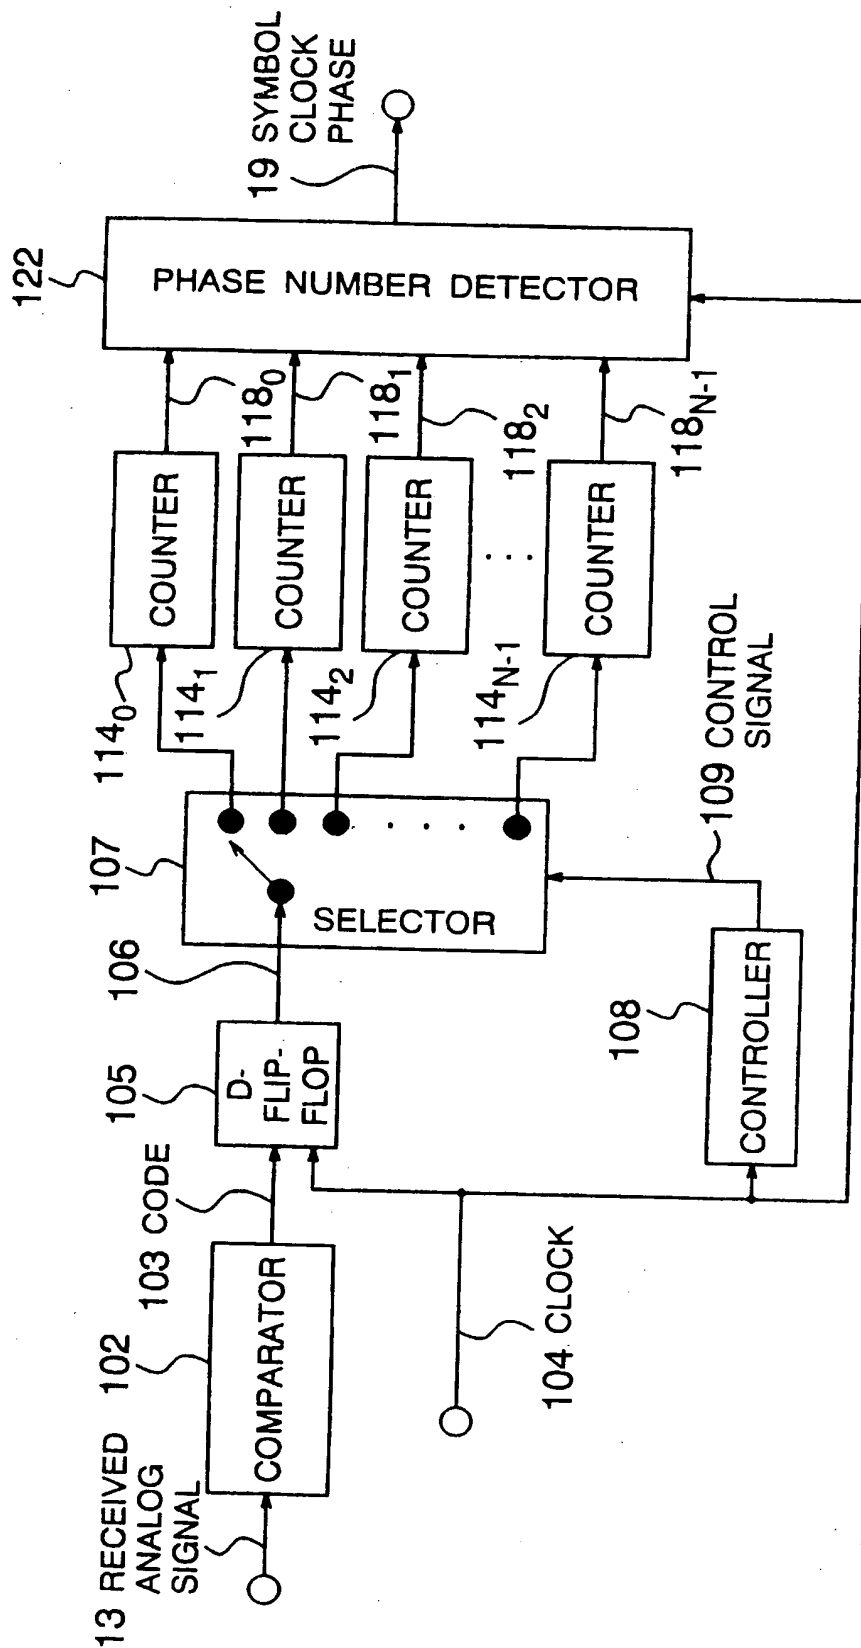 13 RECEIVED
ANALOG
SIGNAL
102
COMPARATOR
103 CODE
104 CLOCK
105
D-
FLIP-
FLOP
106
107
SELECTOR
. . . .
108
CONTROLLER
109 CONTROL
SIGNAL
114₀
COUNTER
118₀
114₁
COUNTER
118₁
114₂
COUNTER
118₂
. . .
114N-1
COUNTER
118N-1
122
PHASE NUMBER DETECTOR
19 SYMBOL
CLOCK
PHASE